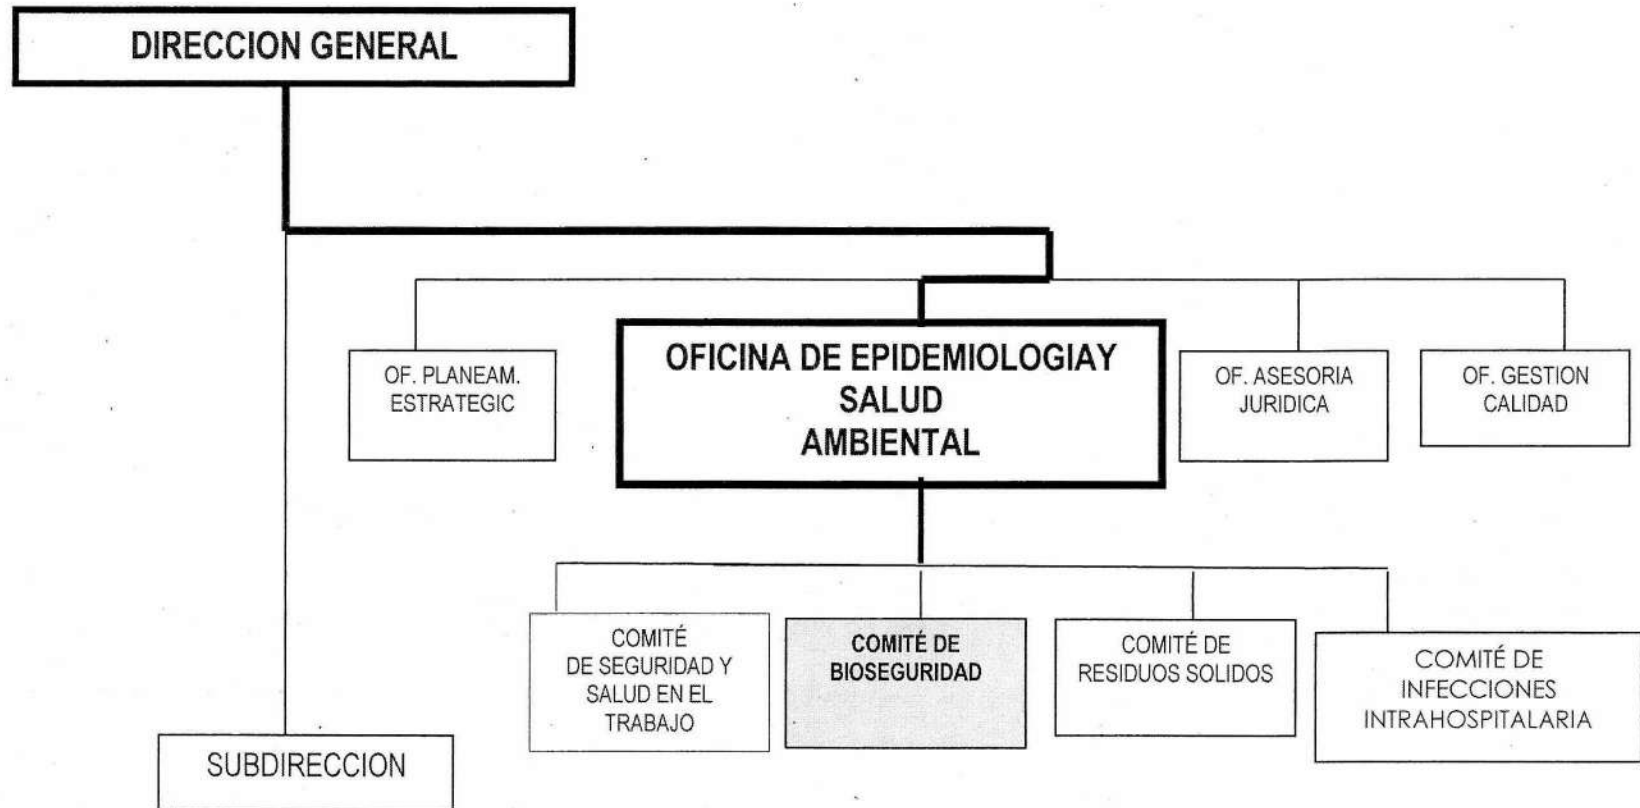 DIRECCION GENERAL
OF. PLANEAM.
ESTRATEGIC
OFICINA DE EPIDEMIOLOGIAY
SALUD
AMBIENTAL
OF. ASESORIA
JURIDICA
OF. GESTION
CALIDAD
COMITÉ
DE SEGURIDAD Y
SALUD EN EL
TRABAJO
COMITÉ DE
BIOSEGURIDAD
COMITÉ DE
RESIDUOS SOLIDOS
COMITÉ DE
INFECCIONES
INTRAHOSPITALARIA
SUBDIRECCION